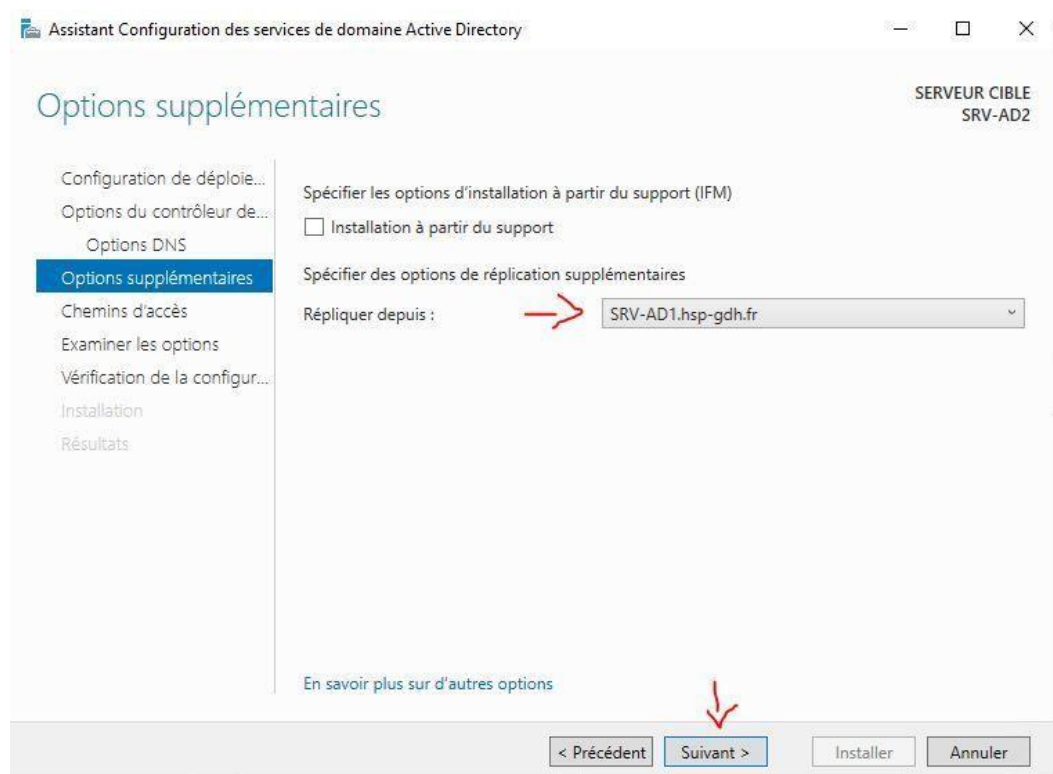 Assistant Configuration des services de domaine Active Directory
Options supplémentaires
SERVEUR CIBLE
SRV-AD2
Configuration de déploie...
Options du contrôleur de...
Options DNS
Options supplémentaires
Chemins d'accès
Examiner les options
Vérification de la configur...
Installation
Résultats
Spécifier les options d'installation à partir du support (IFM)
Installation à partir du support
Spécifier des options de réplication supplémentaires
Répliquer depuis : SRV-AD1.hsp-gdh.fr
En savoir plus sur d'autres options
< Précédent Suivant > Installer Annuler